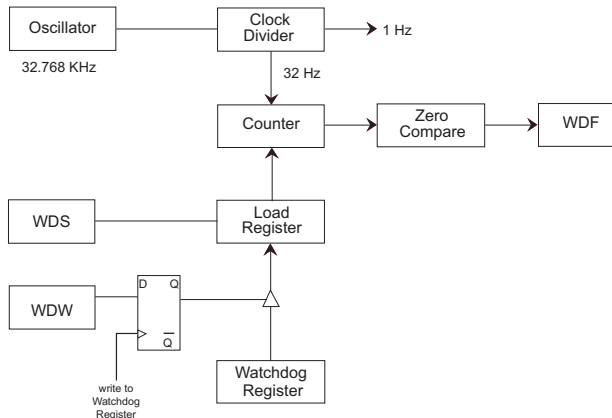 Oscillator
Clock
Divider
1 Hz
32.768 KHz
32 Hz
Counter
Zero
Compare
WDF
WDS
Load
Register
D Q
WDW
Q
Watchdog
Register
write to
Watchdog
Register